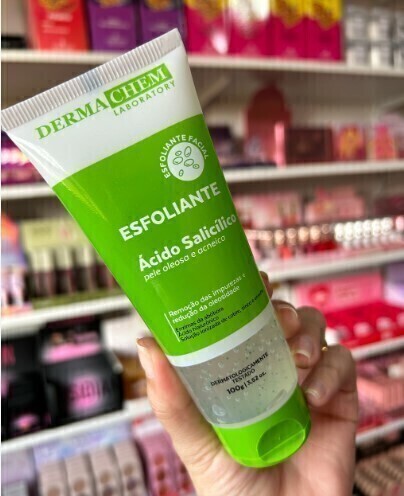 DERMACHEM
LABORATORY
ESFOLIANTE FACIAL
ESFOLIANTE
Ácido Salicílico
pele oleosa e acneica
Remoção das impurezas e
redução da oleosidade
Dermatologicamente
testado
100g | 3.52 oz.